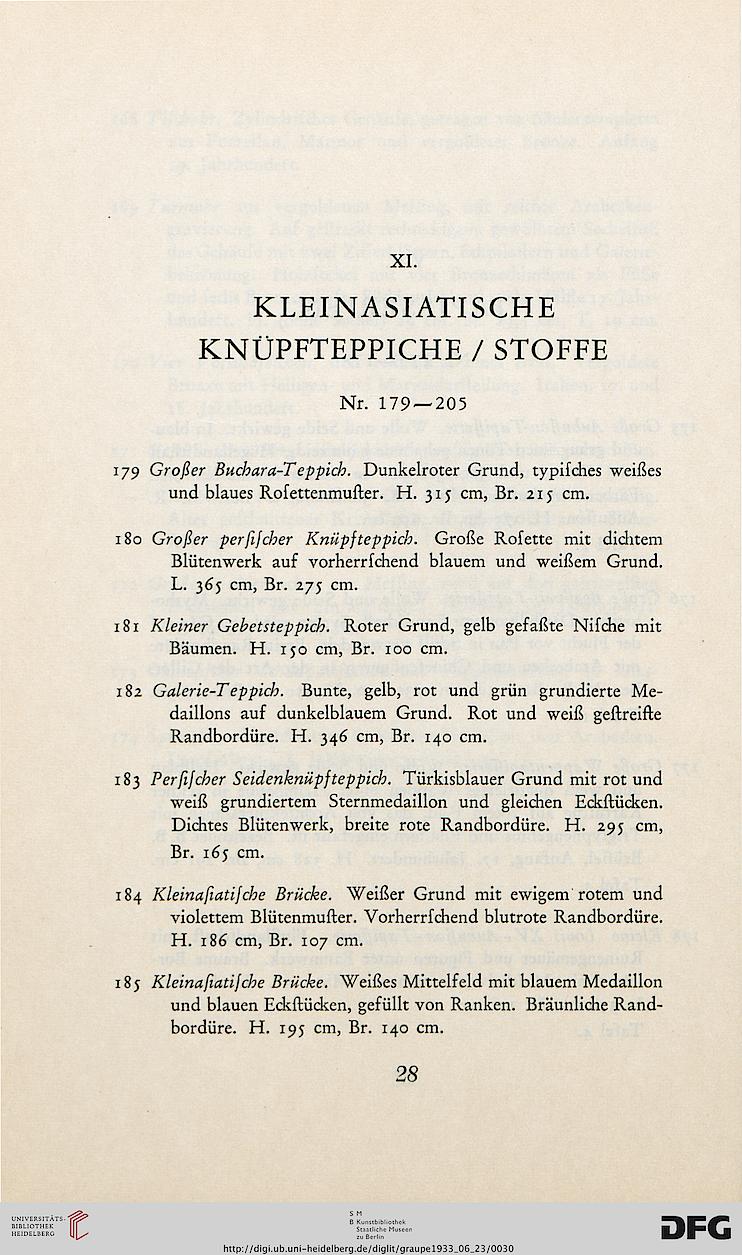 XI.
KLEINASIATISCHE
KNÜPFTEPPICHE / STOFFE
Nr. 179—205
179 Großer Buchara-Teppich. Dunkelroter Grund, typiſches weißes
und blaues Roſettenmuſter. H. 315 cm, Br. 215 cm.
180 Großer perſiſcher Knüpfteppich. Große Roſette mit dichtem
Blütenwerk auf vorherrſchend blauem und weißem Grund.
L. 365 cm, Br. 275 cm.
181 Kleiner Gebetsteppich. Roter Grund, gelb gefaßte Niſche mit
Bäumen. H. 150 cm, Br. 100 cm.
182 Galerie-Teppich. Bunte, gelb, rot und grün grundierte Me-
daillons auf dunkelblauem Grund. Rot und weiß geſtreifte
Randbordüre. H. 346 cm, Br. 140 cm.
183 Perſiſcher Seidenknüpfteppich. Türkisblauer Grund mit rot und
weiß grundiertem Sternmedaillon und gleichen Eckſtücken.
Dichtes Blütenwerk, breite rote Randbordüre. H. 295 cm,
Br. 165 cm.
184 Kleinaſiatiſche Brücke. Weißer Grund mit ewigem rotem und
violettem Blütenmuſter. Vorherrſchend blutrote Randbordüre.
H. 186 cm, Br. 107 cm.
185 Kleinaſiatiſche Brücke. Weißes Mittelfeld mit blauem Medaillon
und blauen Eckſtücken, gefüllt von Ranken. Bräunliche Rand-
bordüre. H. 195 cm, Br. 140 cm.
28
UNIVERSITÄTS-
BIBLIOTHEK
HEIDELBERG
S M
B Kunstbibliothek
Staatliche Museen
zu Berlin
DFG
http://digi.ub.uni-heidelberg.de/diglit/graupe1933_06_23/0030